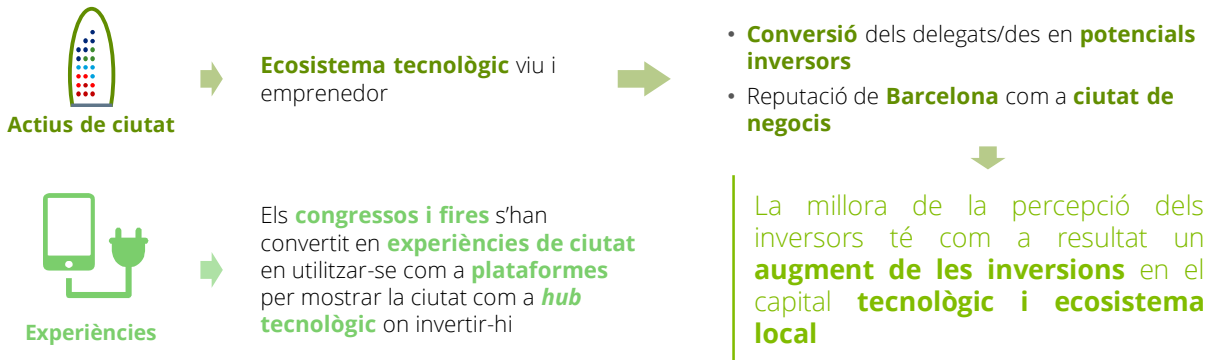 Actius de ciutat
Ecosistema tecnològic viu i
emprenedor
• Conversió dels delegats/des en potencials
inversors
• Reputació de Barcelona com a ciutat de
negocis
Experiències
Els congressos i fires s'han
convertit en experiències de ciutat
en utilitzar-se com a plataformes
per mostrar la ciutat com a hub
tecnològic on invertir-hi
La millora de la percepció dels
inversors té com a resultat un
augment de les inversions en el
capital tecnològic i ecosistema
local